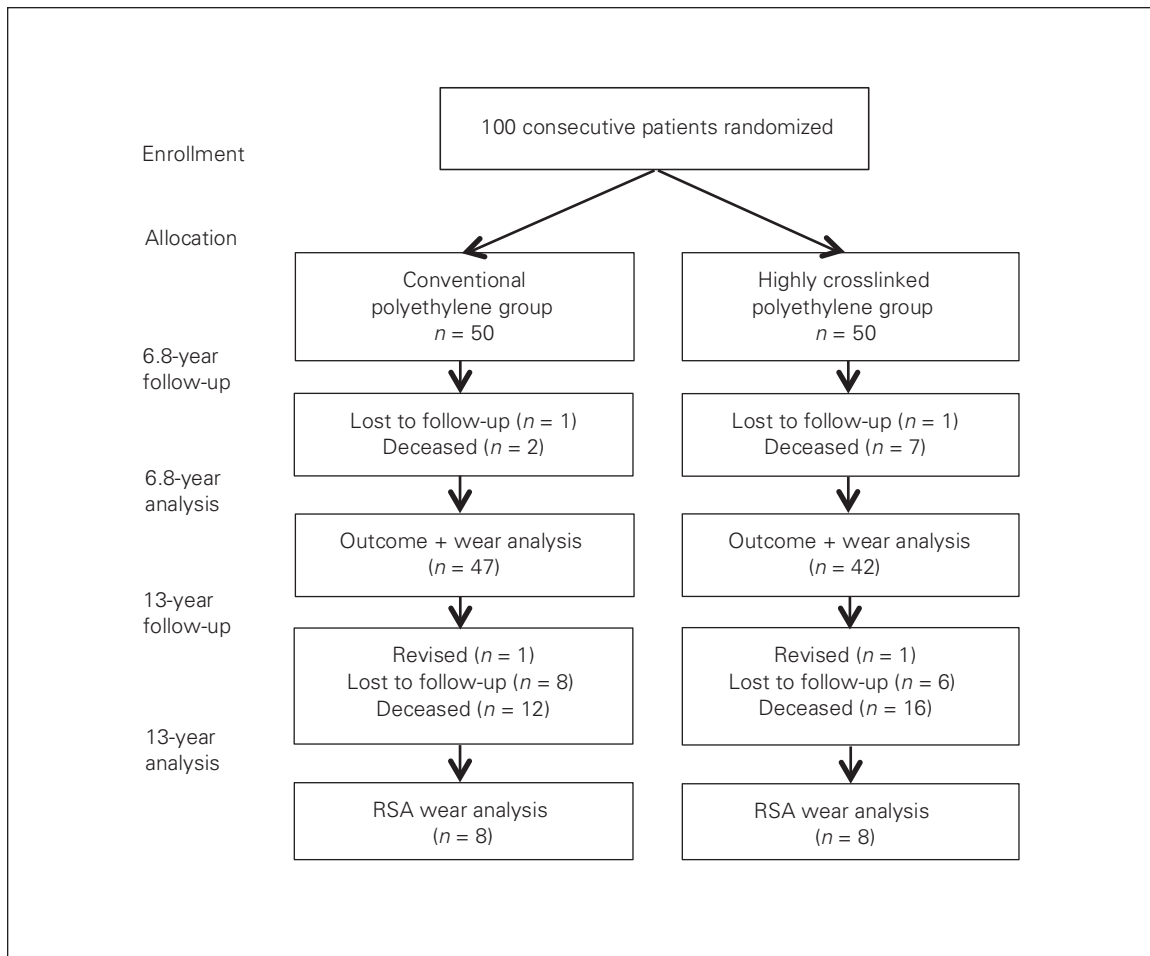 100 consecutive patients randomized
Enrollment
Allocation
Conventional
polyethylene group
n = 50
Highly crosslinked
polyethylene group
n = 50
6.8-year
follow-up
Lost to follow-up (n = 1)
Deceased (n = 2)
Lost to follow-up (n = 1)
Deceased (n = 7)
6.8-year
analysis
Outcome + wear analysis
(n = 47)
Outcome + wear analysis
(n = 42)
13-year
follow-up
Revised (n = 1)
Lost to follow-up (n = 8)
Deceased (n = 12)
Revised (n = 1)
Lost to follow-up (n = 6)
Deceased (n = 16)
13-year
analysis
RSA wear analysis
(n = 8)
RSA wear analysis
(n = 8)